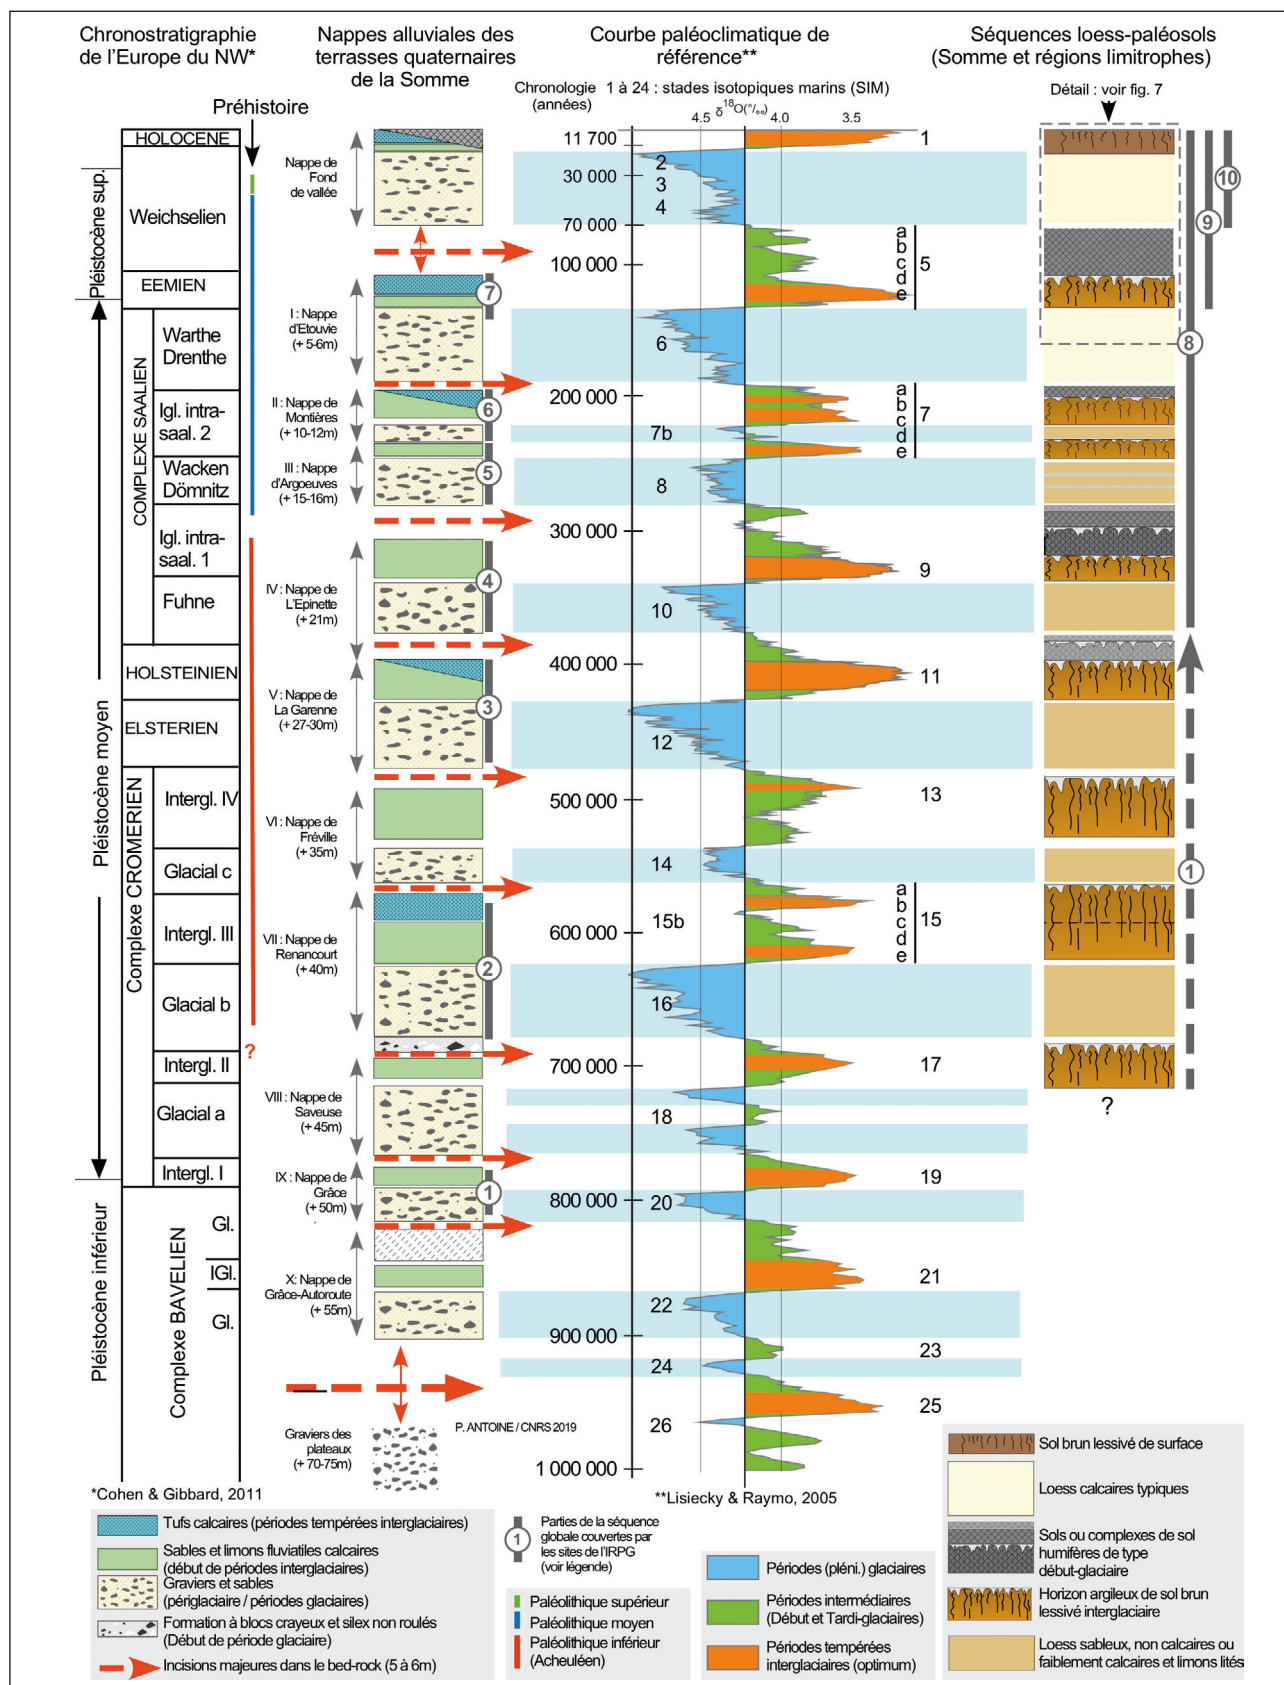 Chronostratigraphie
de l'Europe du NW*
Préhistoire
Nappes alluviales des
terrasses quaternaires
de la Somme
Courbe paléoclimatique de
référence**
Chronologie
(années)
1 à 24 : stades isotopiques marins (SIM)
δ18O(°/₀₀)
4.5
4.0
3.5
Séquences loess-paléosols
(Somme et régions limitrophes)
Détail : voir fig. 7
Pléistocène sup.
Pléistocène moyen
Pléistocène inférieur
HOLOCENE
Weichselien
EEMIEN
COMPLEXE SAALIEN
Warthe
Drenthe
Igl. intra-
saal. 2
Wacken
Dömnitz
Igl. intra-
saal. 1
Fuhne
HOLSTEINIEN
ELSTERIEN
Complexe CROMERIEN
Intergl. IV
Glacial c
Intergl. III
Glacial b
Intergl. II
Glacial a
Intergl. I
Complexe BAVELIEN
Gl.
IGl.
Gl.
?
Nappe de
Fond
de vallée
I : Nappe
d'Etouvie
(+ 5-6m)
II : Nappe de
Montières
(+ 10-12m)
III : Nappe
d'Argoeuves
(+ 15-16m)
IV : Nappe de
L'Epinette
(+ 21m)
V : Nappe de
La Garenne
(+ 27-30m)
VI : Nappe de
Fréville
(+ 35m)
VII : Nappe de
Renancourt
(+ 40m)
VIII : Nappe de
Saveuse
(+ 45m)
IX : Nappe de
Grâce
(+ 50m)
X: Nappe de
Grâce-Autoroute
(+ 55m)
Graviers des
plateaux
(+ 70-75m)
7
6
5
4
3
2
1
P. ANTOINE / CNRS 2019
11 700
30 000
70 000
100 000
200 000
300 000
400 000
500 000
600 000
700 000
800 000
900 000
1 000 000
2
3
4
6
7b
8
10
12
14
15b
16
18
20
22
24
26
1
a
b
c
d
e
5
a
b
c
d
e
7
9
11
13
a
b
c
d
e
15
17
19
21
23
25
10
9
8
1
?
*Cohen & Gibbard, 2011
**Lisiecky & Raymo, 2005
Tufs calcaires (périodes tempérées interglaciaires)
Sables et limons fluviatiles calcaires
(début de périodes interglaciaires)
Graviers et sables
(périglaciaire / périodes glaciaires)
Formation à blocs crayeux et silex non roulés
(Début de période glaciaire)
Incisions majeures dans le bed-rock (5 à 6m)
1
Parties de la séquence
globale couvertes par
les sites de l'IRPG
(voir légende)
Paléolithique supérieur
Paléolithique moyen
Paléolithique inférieur
(Acheuléen)
Périodes (pléni.) glaciaires
Périodes intermédiaires
(Début et Tardi-glaciaires)
Périodes tempérées
interglaciaires (optimum)
Sol brun lessivé de surface
Loess calcaires typiques
Sols ou complexes de sol
humifères de type
début-glaciaire
Horizon argileux de sol brun
lessivé interglaciaire
Loess sableux, non calcaires ou
faiblement calcaires et limons lités